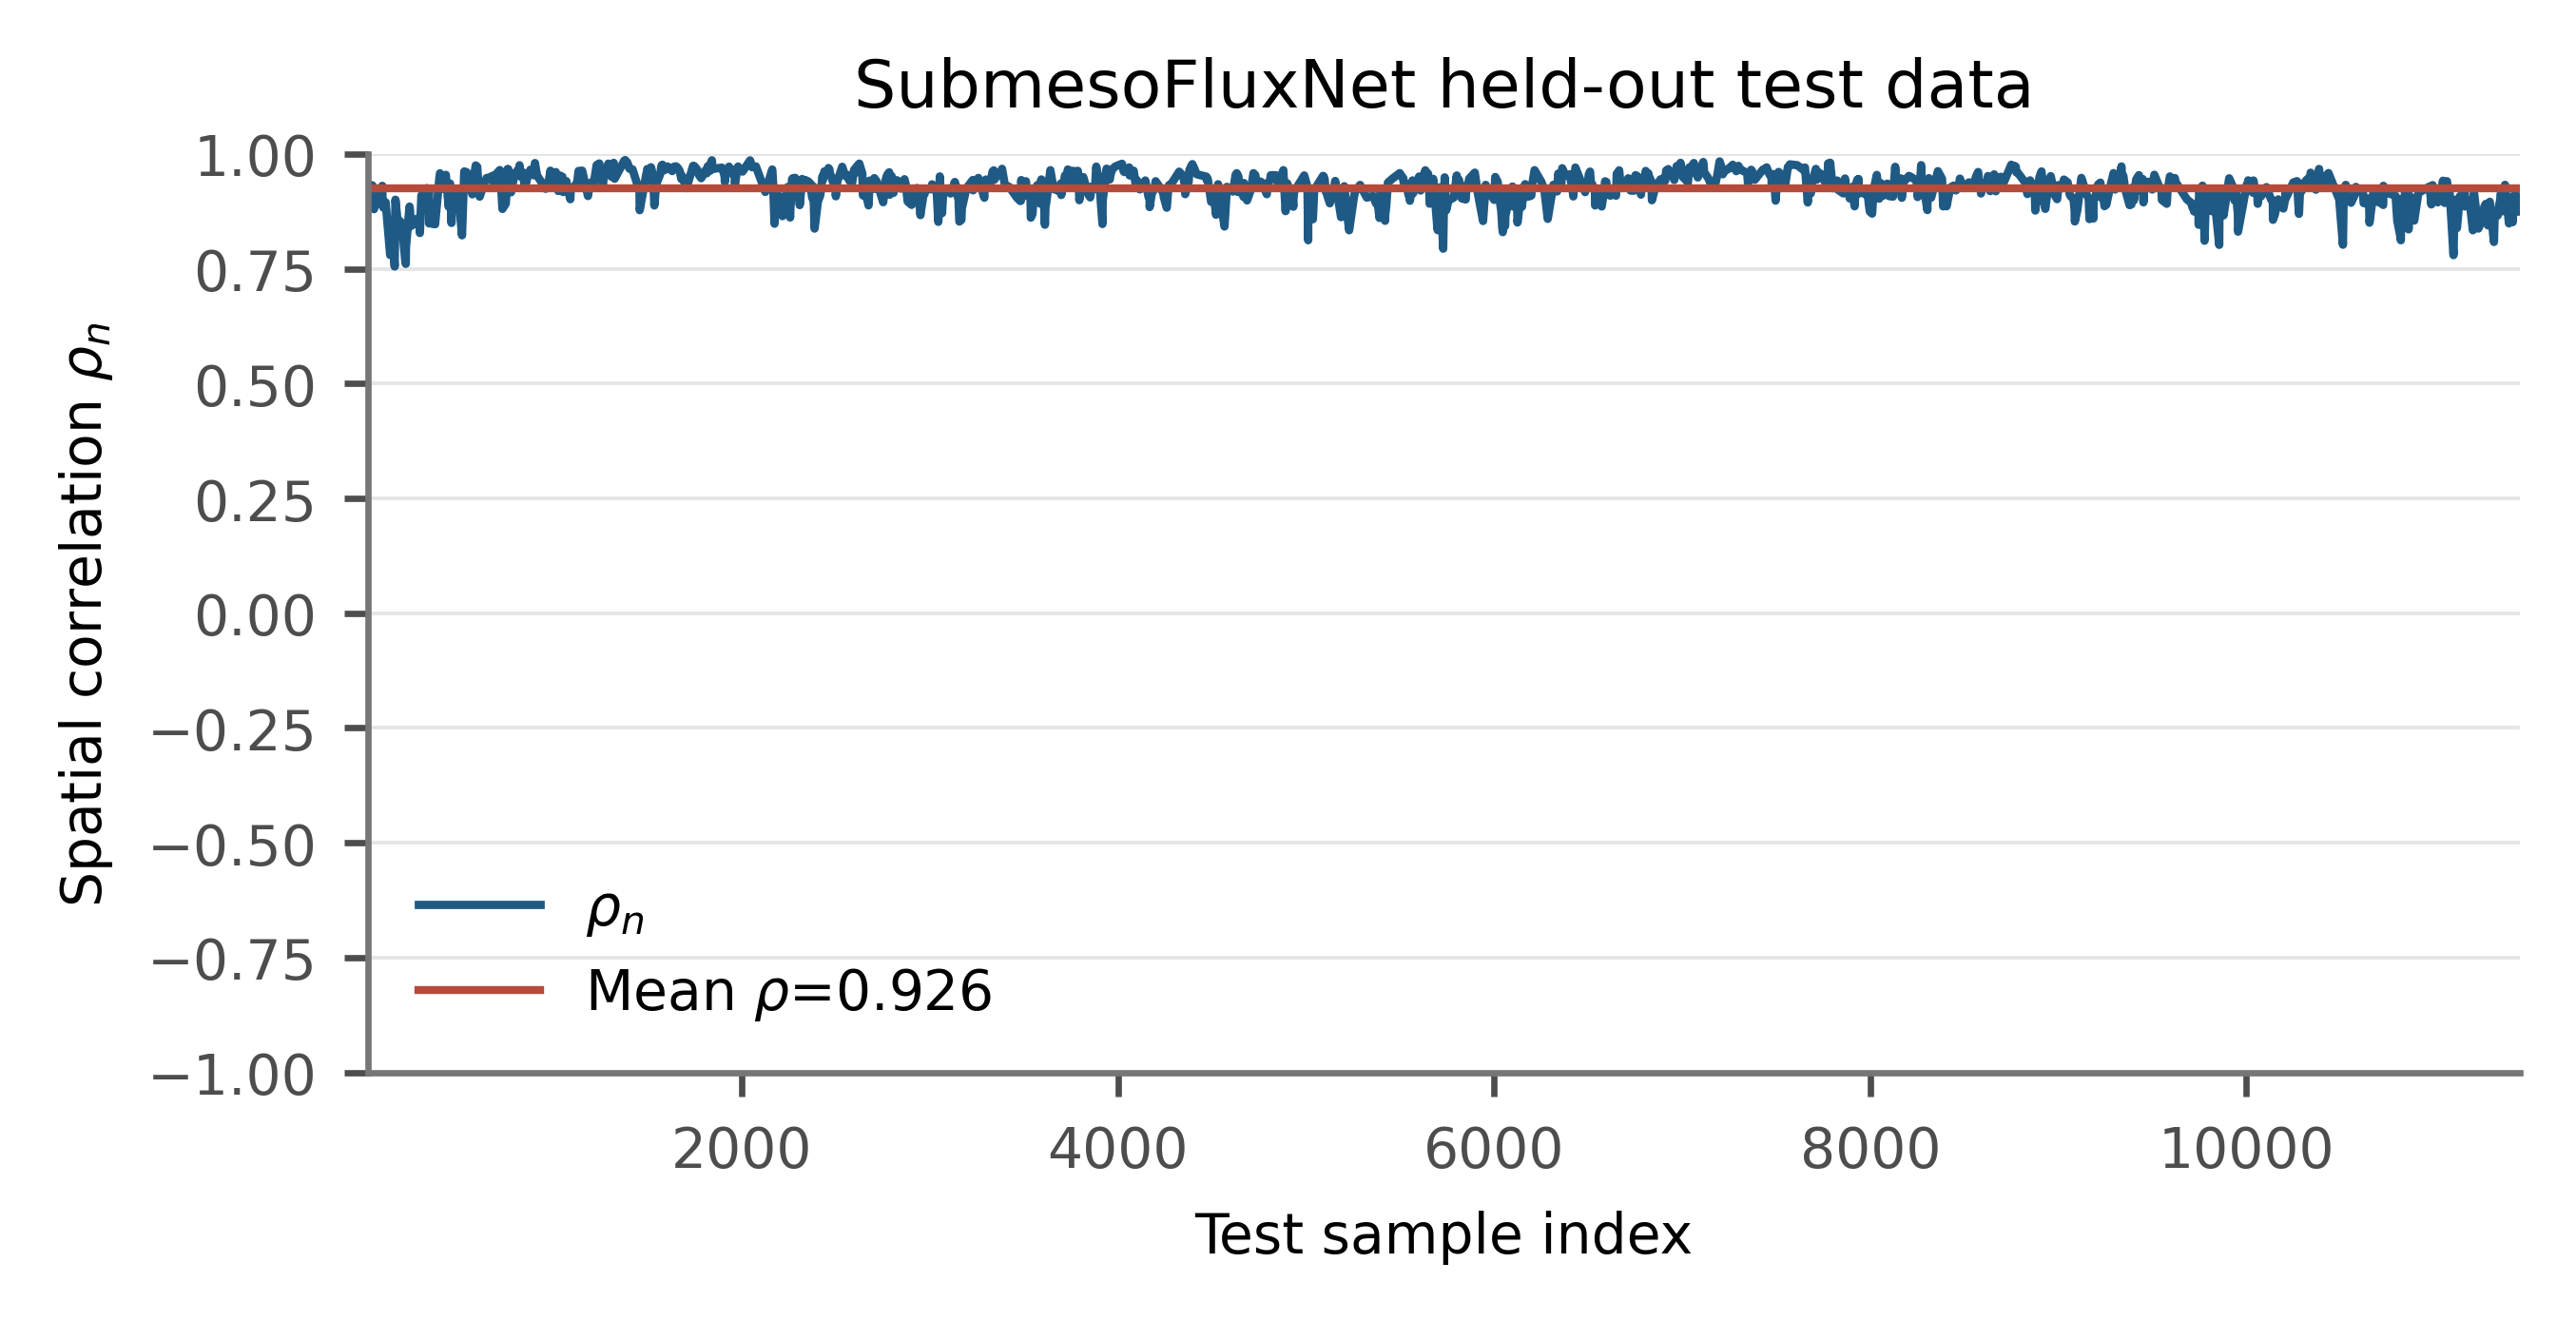 SubmesoFluxNet held-out test data
1.00
0.75
0.50
0.25
0.00
−0.25
−0.50
−0.75
−1.00
Spatial correlation ρn
ρn
Mean ρ=0.926
2000 4000 6000 8000 10000
Test sample index